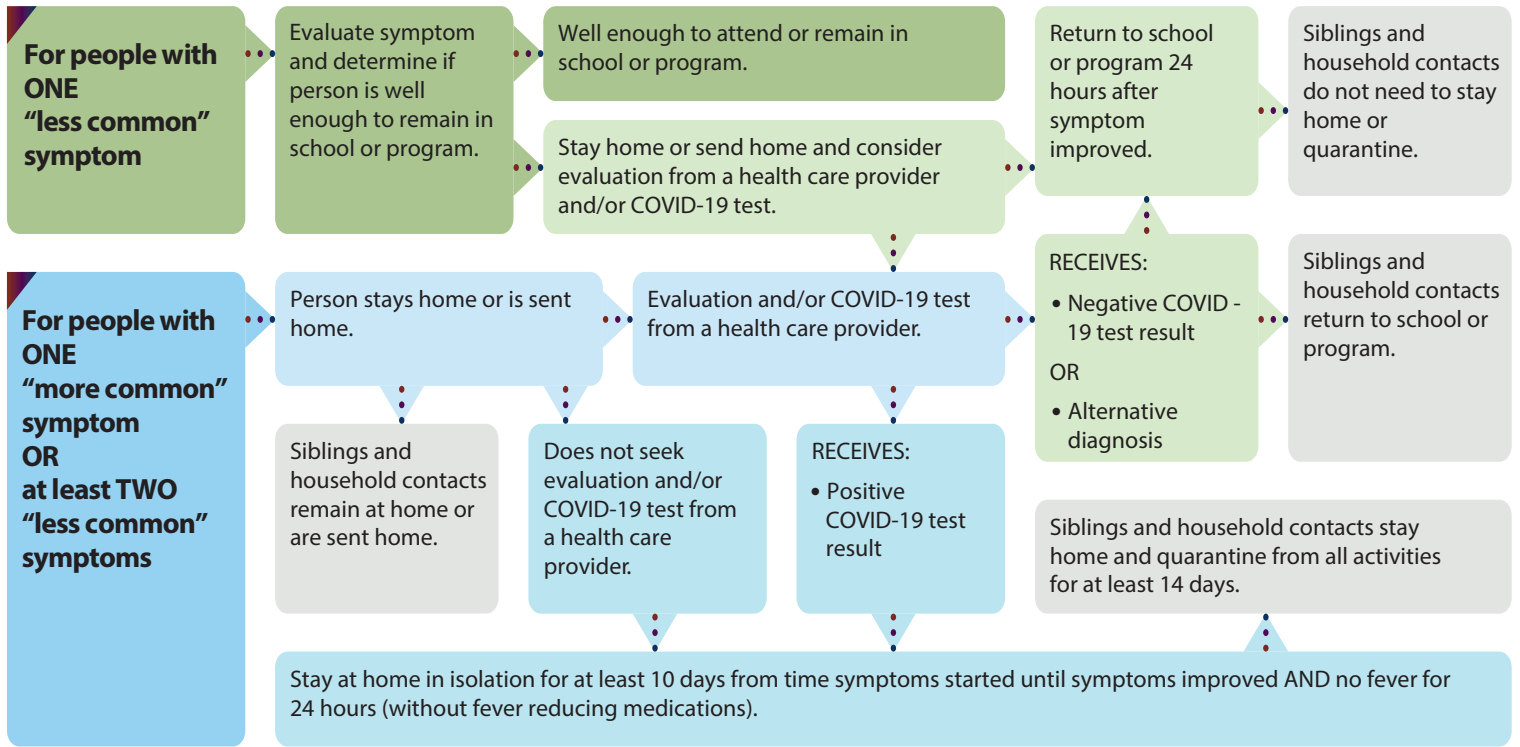 For people with
ONE
“less common”
symptom
Evaluate symptom
and determine if
person is well
enough to remain in
school or program.
Well enough to attend or remain in
school or program.
Stay home or send home and consider
evaluation from a health care provider
and/or COVID-19 test.
Return to school
or program 24
hours after
symptom
improved.
Siblings and
household contacts
do not need to stay
home or
quarantine.
For people with
ONE
“more common”
symptom
OR
at least TWO
“less common”
symptoms
Person stays home or is sent
home.
Evaluation and/or COVID-19 test
from a health care provider.
RECEIVES:
• Negative COVID -
19 test result
OR
• Alternative
diagnosis
Siblings and
household contacts
return to school or
program.
Siblings and
household contacts
remain at home or
are sent home.
Does not seek
evaluation and/or
COVID-19 test from
a health care
provider.
RECEIVES:
• Positive
COVID-19 test
result
Siblings and household contacts stay
home and quarantine from all activities
for at least 14 days.
Stay at home in isolation for at least 10 days from time symptoms started until symptoms improved AND no fever for
24 hours (without fever reducing medications).